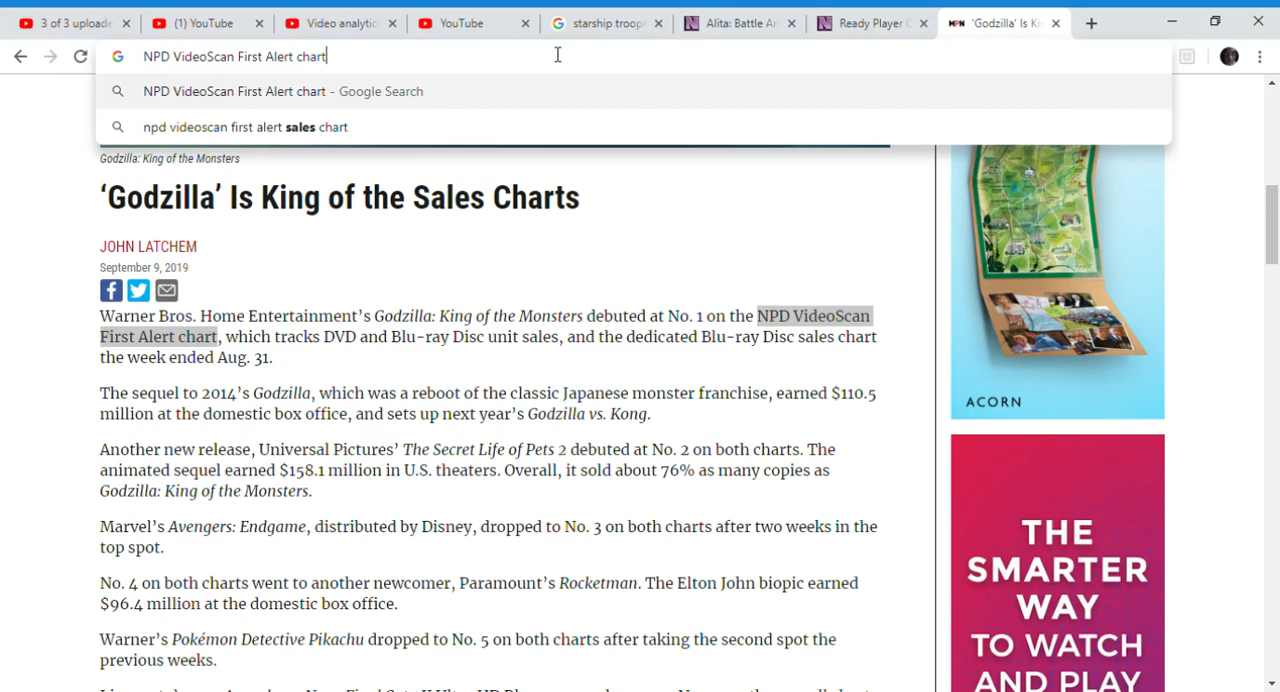 3 of 3 uploade
(1) YouTube
Video analytic
YouTube
starship troop
Alita: Battle An
Ready Player
MPN 'Godzilla' Is Ki
NPD VideoScan First Alert chart
NPD VideoScan First Alert chart - Google Search
npd videoscan first alert sales chart
Godzilla: King of the Monsters
‘Godzilla’ Is King of the Sales Charts
JOHN LATCHEM
September 9, 2019
Warner Bros. Home Entertainment’s Godzilla: King of the Monsters debuted at No. 1 on the NPD VideoScan
First Alert chart, which tracks DVD and Blu-ray Disc unit sales, and the dedicated Blu-ray Disc sales chart
the week ended Aug. 31.
The sequel to 2014’s Godzilla, which was a reboot of the classic Japanese monster franchise, earned $110.5
million at the domestic box office, and sets up next year’s Godzilla vs. Kong.
Another new release, Universal Pictures’ The Secret Life of Pets 2 debuted at No. 2 on both charts. The
animated sequel earned $158.1 million in U.S. theaters. Overall, it sold about 76% as many copies as
Godzilla: King of the Monsters.
Marvel’s Avengers: Endgame, distributed by Disney, dropped to No. 3 on both charts after two weeks in the
top spot.
No. 4 on both charts went to another newcomer, Paramount’s Rocketman. The Elton John biopic earned
$96.4 million at the domestic box office.
Warner’s Pokémon Detective Pikachu dropped to No. 5 on both charts after taking the second spot the
previous weeks.
ACORN
THE
SMARTER
WAY
TO WATCH
AND PLAY